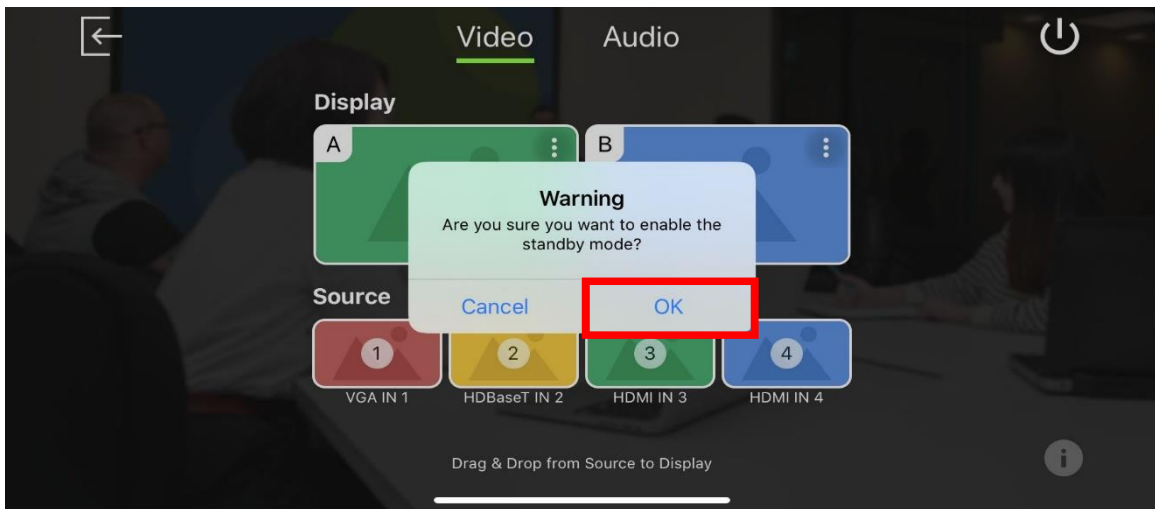 Video Audio
Display
A B
Warning
Are you sure you want to enable the
standby mode?
Cancel OK
Source
1 2 3 4
VGA IN 1 HDBaseT IN 2 HDMI IN 3 HDMI IN 4
Drag & Drop from Source to Display
i